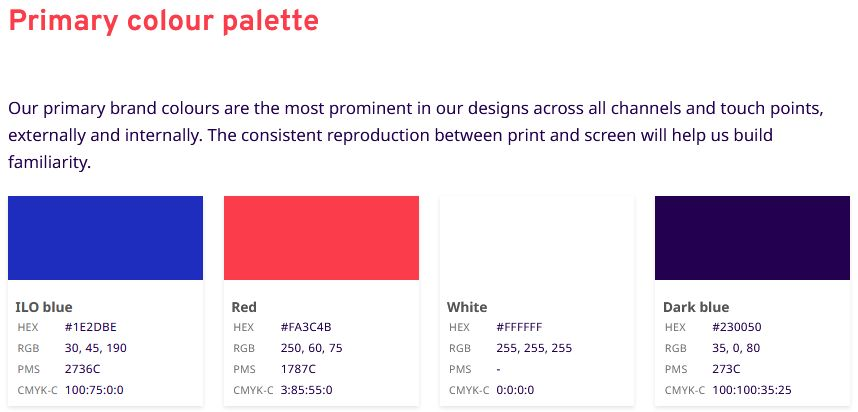 Primary colour palette
Our primary brand colours are the most prominent in our designs across all channels and touch points,
externally and internally. The consistent reproduction between print and screen will help us build
familiarity.
ILO blue
HEX #1E2DBE
RGB 30, 45, 190
PMS 2736C
CMYK-C 100:75:0:0
Red
HEX #FA3C4B
RGB 250, 60, 75
PMS 1787C
CMYK-C 3:85:55:0
White
HEX #FFFFFF
RGB 255, 255, 255
PMS -
CMYK-C 0:0:0:0
Dark blue
HEX #230050
RGB 35, 0, 80
PMS 273C
CMYK-C 100:100:35:25